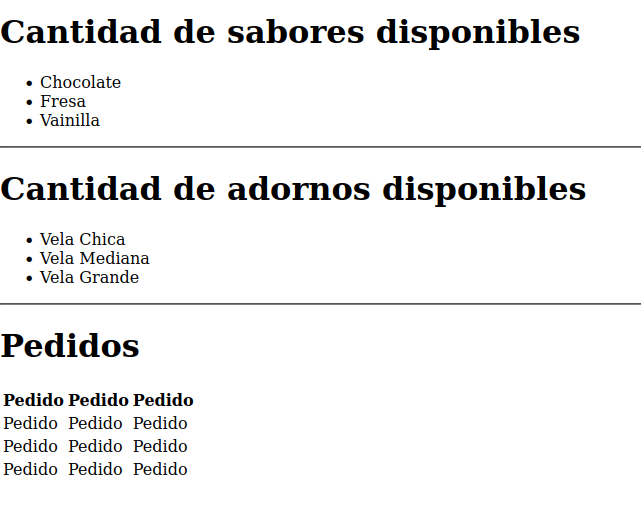 Cantidad de sabores disponibles
Chocolate
Fresa
Vainilla
Cantidad de adornos disponibles
Vela Chica
Vela Mediana
Vela Grande
Pedidos
Pedido Pedido Pedido
Pedido Pedido Pedido
Pedido Pedido Pedido
Pedido Pedido Pedido